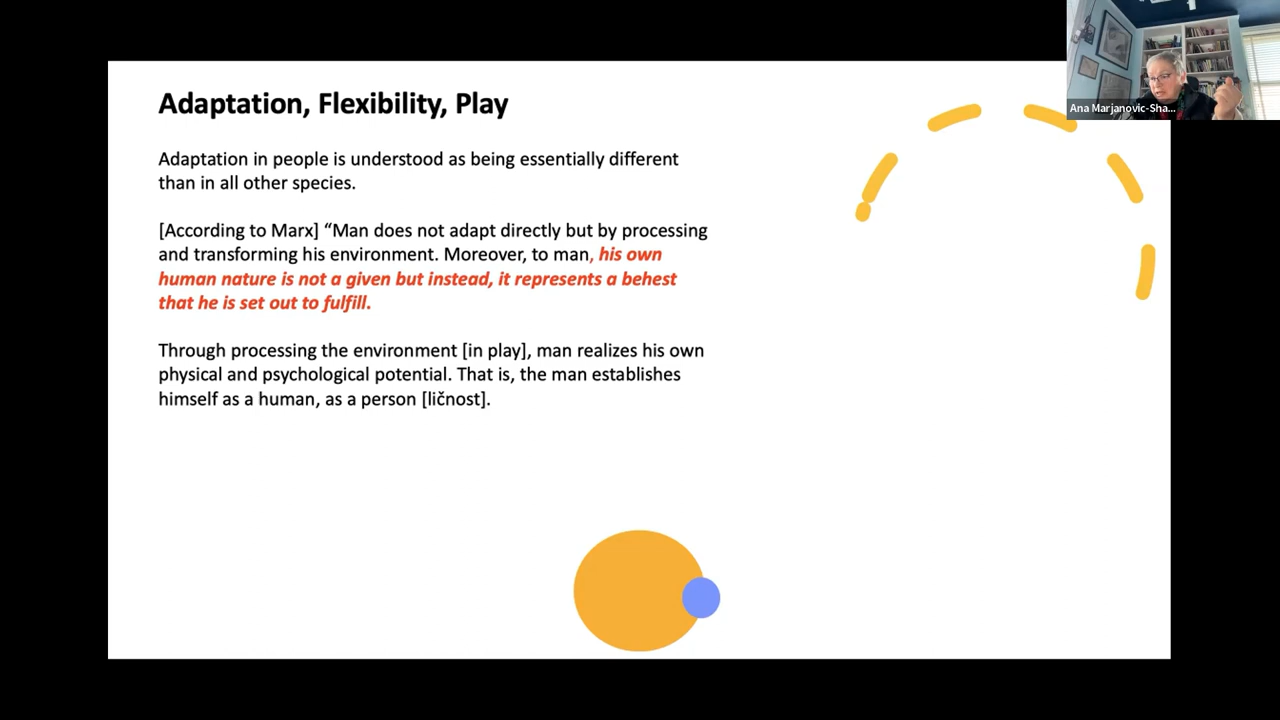 Adaptation, Flexibility, Play
Adaptation in people is understood as being essentially different
than in all other species.
[According to Marx] “Man does not adapt directly but by processing
and transforming his environment. Moreover, to man, his own
human nature is not a given but instead, it represents a behest
that he is set out to fulfill.
Through processing the environment [in play], man realizes his own
physical and psychological potential. That is, the man establishes
himself as a human, as a person [ličnost].
Ana Marjanovic-Sha...